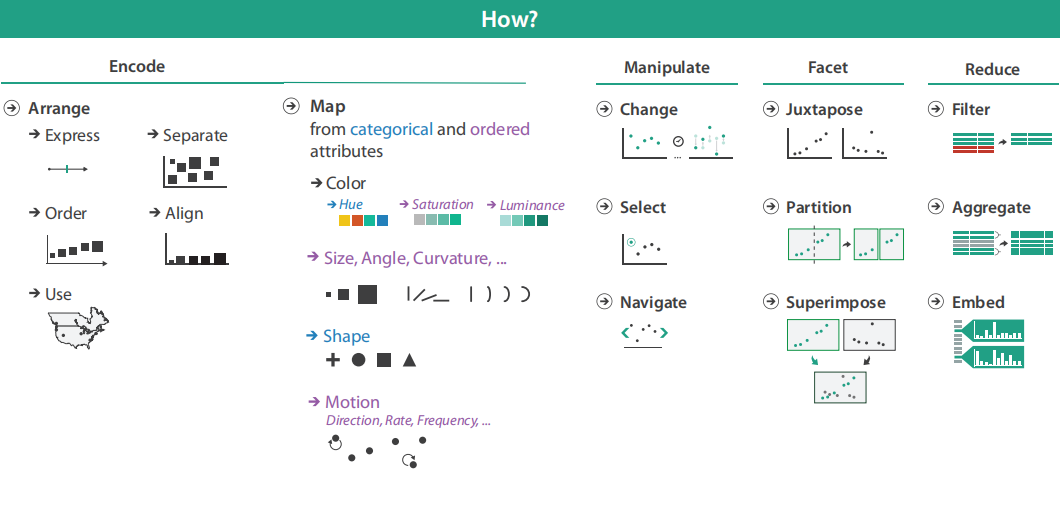 How?
Encode
Arrange
Express
Separate
Order
Align
Use
Map
from categorical and ordered
attributes
Color
Hue
Saturation
Luminance
Size, Angle, Curvature, ...
Shape
Motion
Direction, Rate, Frequency, ...
Manipulate
Change
...
Select
Navigate
Facet
Juxtapose
Partition
Superimpose
Reduce
Filter
Aggregate
Embed